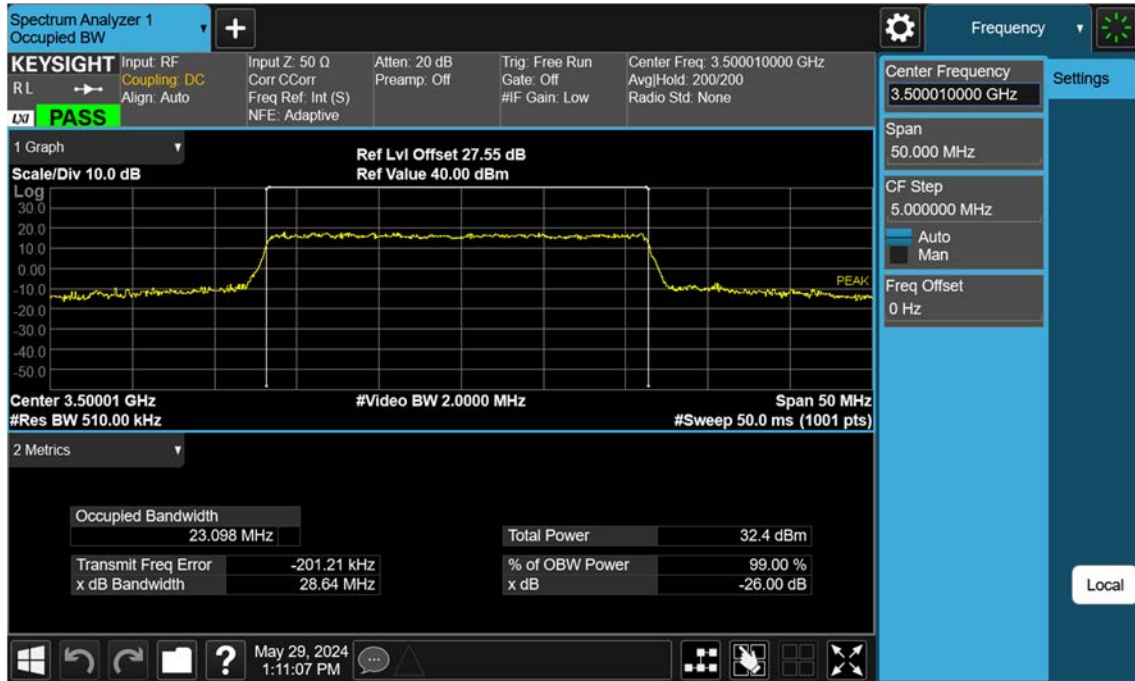 Spectrum Analyzer 1
Occupied BW
+
Frequency
KEYSIGHT
R L
LXI PASS
Input: RF
Coupling: DC
Align: Auto
Input Z: 50 Ω
Corr CCorr
Freq Ref: Int (S)
NFE: Adaptive
Atten: 20 dB
Preamp: Off
Trig: Free Run
Gate: Off
#IF Gain: Low
Center Freq: 3.500010000 GHz
Avg|Hold: 200/200
Radio Std: None
Center Frequency
3.500010000 GHz
Settings
Span
50.000 MHz
CF Step
5.000000 MHz
Auto
Man
Freq Offset
0 Hz
Local
1 Graph
Scale/Div 10.0 dB
Ref Lvl Offset 27.55 dB
Ref Value 40.00 dBm
Log
30.0
20.0
10.0
0.00
-10.0
-20.0
-30.0
-40.0
-50.0
PEAK
Center 3.50001 GHz
#Video BW 2.0000 MHz
Span 50 MHz
#Res BW 510.00 kHz
#Sweep 50.0 ms (1001 pts)
2 Metrics
Occupied Bandwidth
23.098 MHz
Total Power 32.4 dBm
Transmit Freq Error -201.21 kHz
% of OBW Power 99.00 %
x dB Bandwidth 28.64 MHz
x dB -26.00 dB
?
May 29, 2024
1:11:07 PM